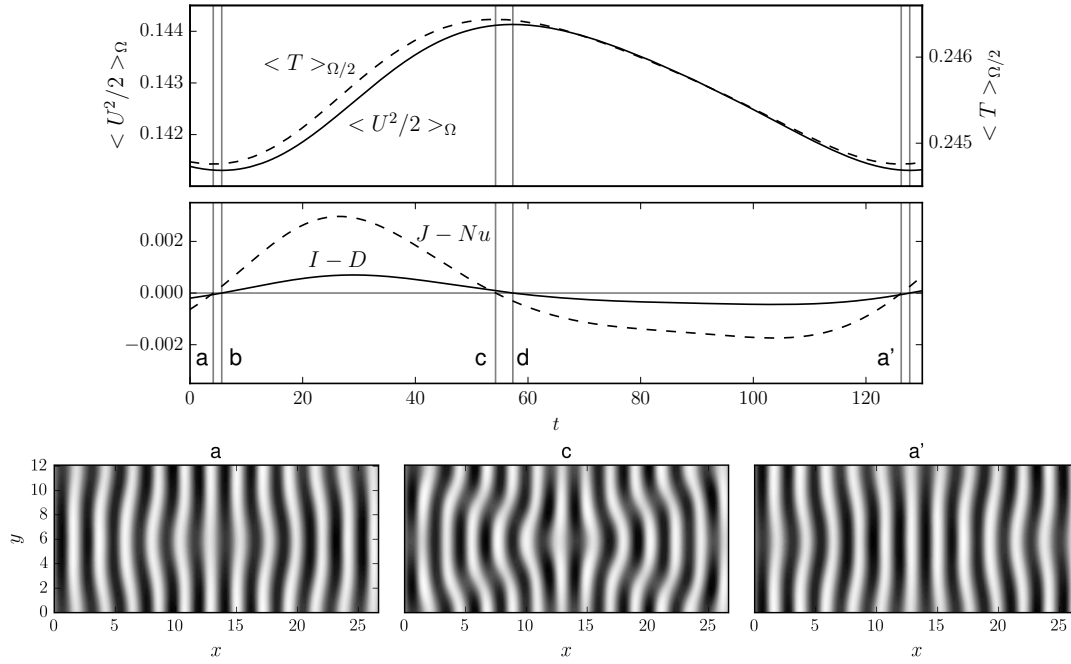 < U²/2 >_Ω
0.144
0.143
0.142
< T >_Ω/2
< U²/2 >_Ω
0.246
0.245
< T >_Ω/2
0.002
0.000
−0.002
J − Nu
I − D
a
b
c
d
a'
0 20 40 60 80 100 120
t
a
12
10
8
6
4
2
0
y
0 5 10 15 20 25
x
c
0 5 10 15 20 25
x
a'
0 5 10 15 20 25
x